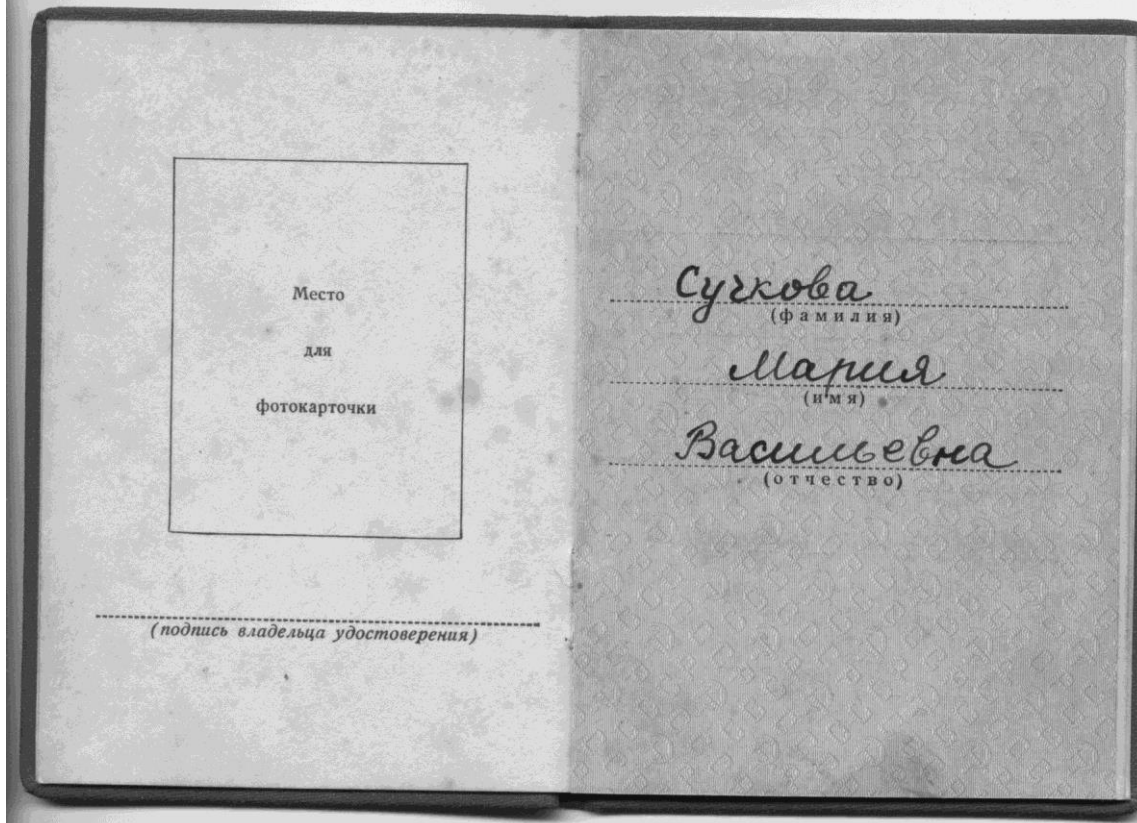 Место
для
фотокарточки
(подпись владельца удостоверения)
Сучкова
(фамилия)
Мария
(имя)
Васильевна
(отчество)